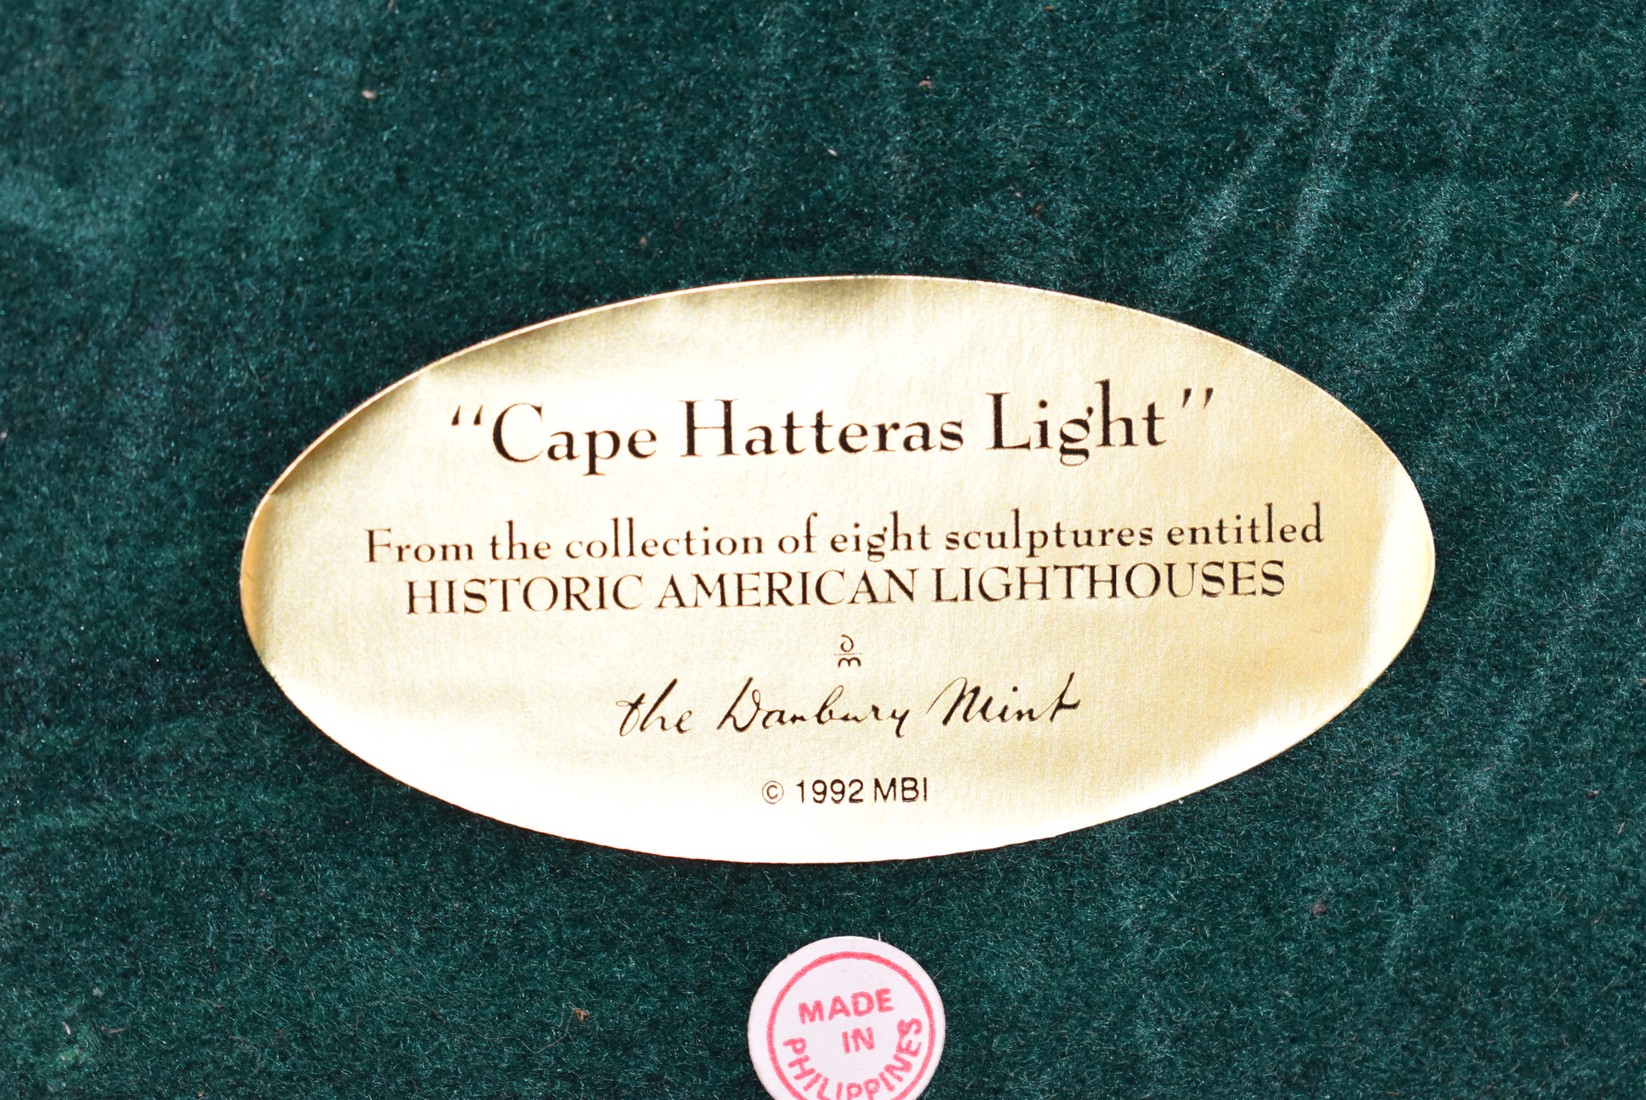 “Cape Hatteras Light”
From the collection of eight sculptures entitled
HISTORIC AMERICAN LIGHTHOUSES
dm
the Danbury Mint
© 1992 MBI
MADE
IN
PHILIPPINES